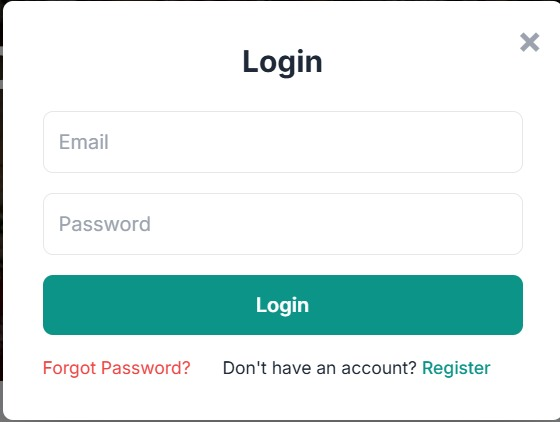 Login
Email
Password
Login
Forgot Password? Don't have an account? Register